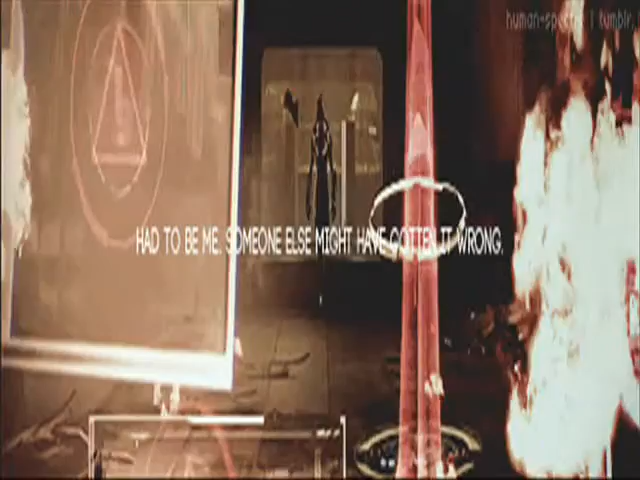 human-spectre | tumblr.
HAD TO BE ME. SOMEONE ELSE MIGHT HAVE GOTTEN IT WRONG.